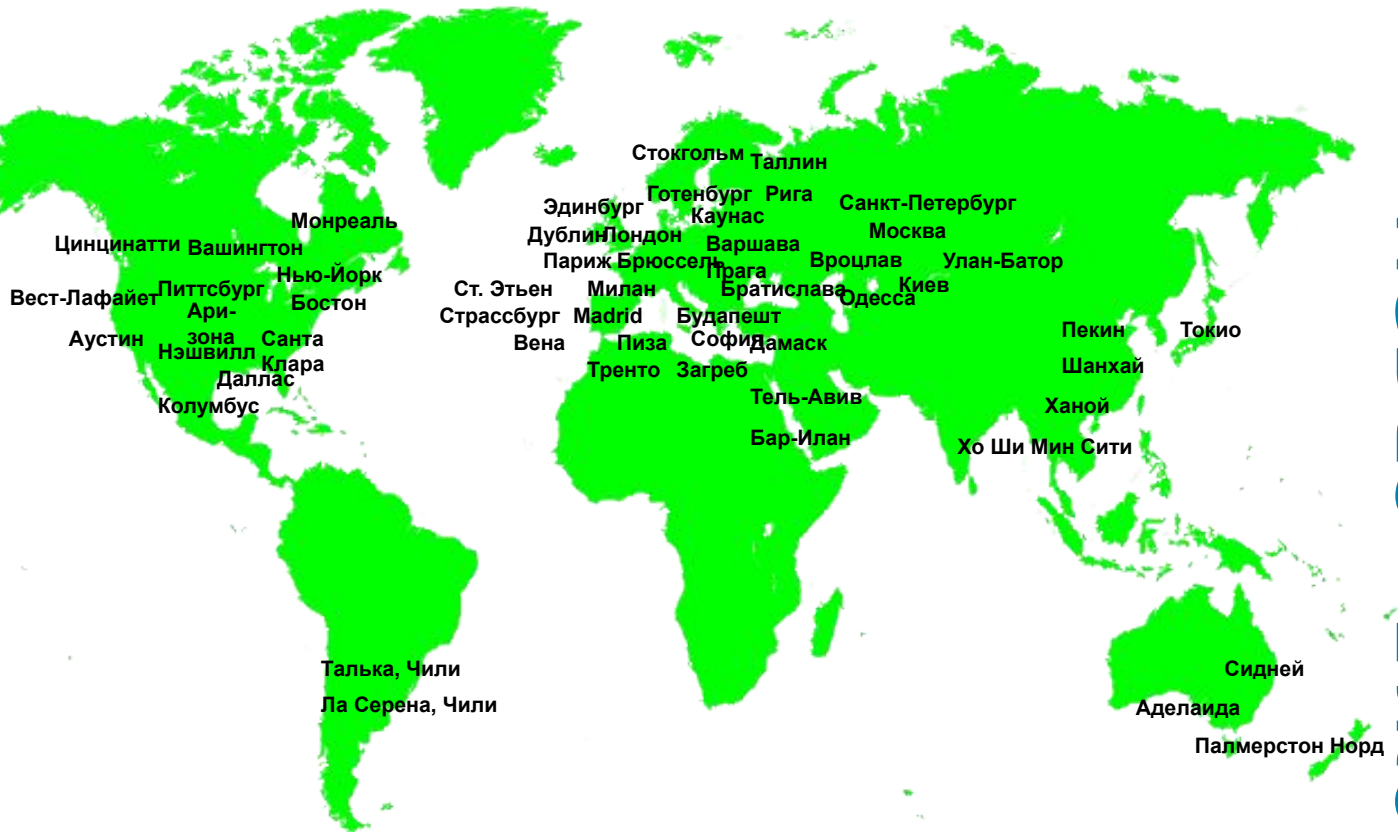 Стокгольм
Таллин
Готенбург Рига
Санкт-Петербург
Эдинбург
Каунас
Монреаль
Москва
Дублин Лондон
Цинцинатти
Вашингтон
Варшава
Париж Брюссель
Вроцлав
Улан-Батор
Прага
Нью-Йорк
Киев
Питтсбург
Ст. Этьен
Милан
Братислава
Вест-Лафайет
Одесса
Бостон
Ари-
зона
Страссбург
Madrid
Будапешт
Пекин
Токио
Аустин
Санта
Клара
София
Дамаск
Вена
Пиза
Нэшвилл
Шанхай
Тренто
Загреб
Даллас
Тель-Авив
Колумбус
Ханой
Бар-Илан
Хо Ши Мин Сити
Талька, Чили
Сидней
Ла Серена, Чили
Аделаида
Палмерстон Норд